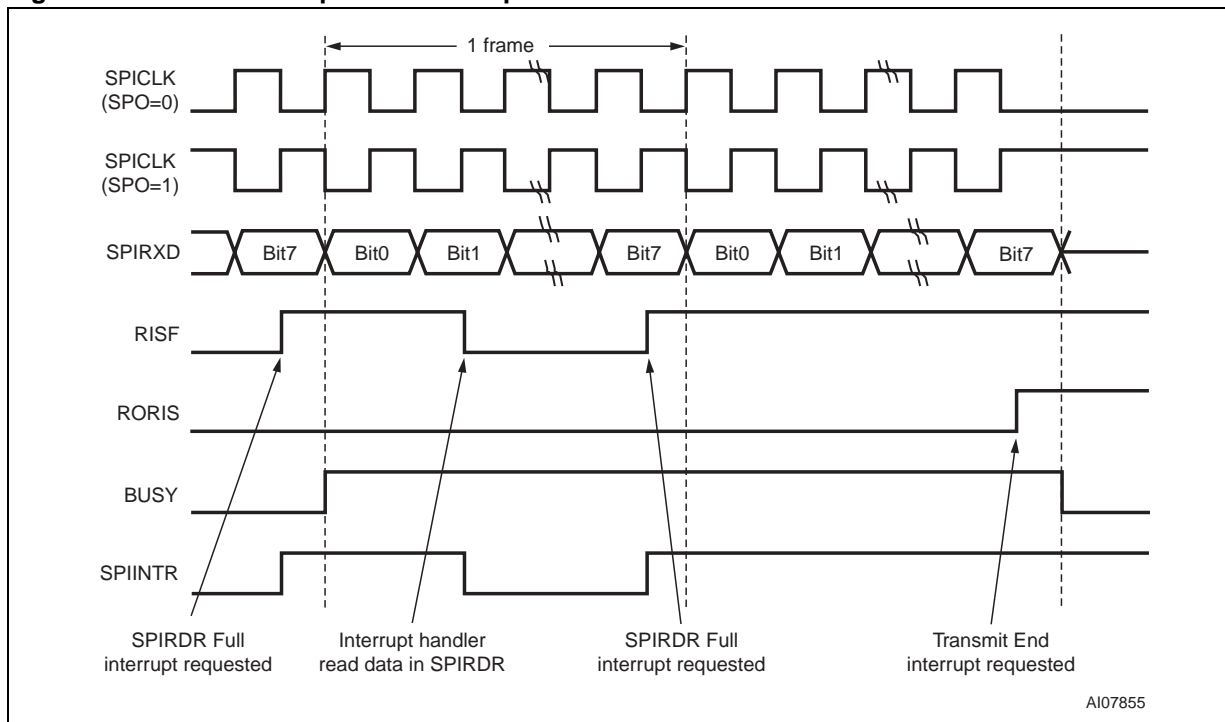 1 frame
SPICLK
(SPO=0)
SPICLK
(SPO=1)
SPIRXD
Bit7 Bit0 Bit1 Bit7 Bit0 Bit1 Bit7
RISF
RORIS
BUSY
SPIINTR
SPIRDR Full
interrupt requested
Interrupt handler
read data in SPIRDR
SPIRDR Full
interrupt requested
Transmit End
interrupt requested
AI07855